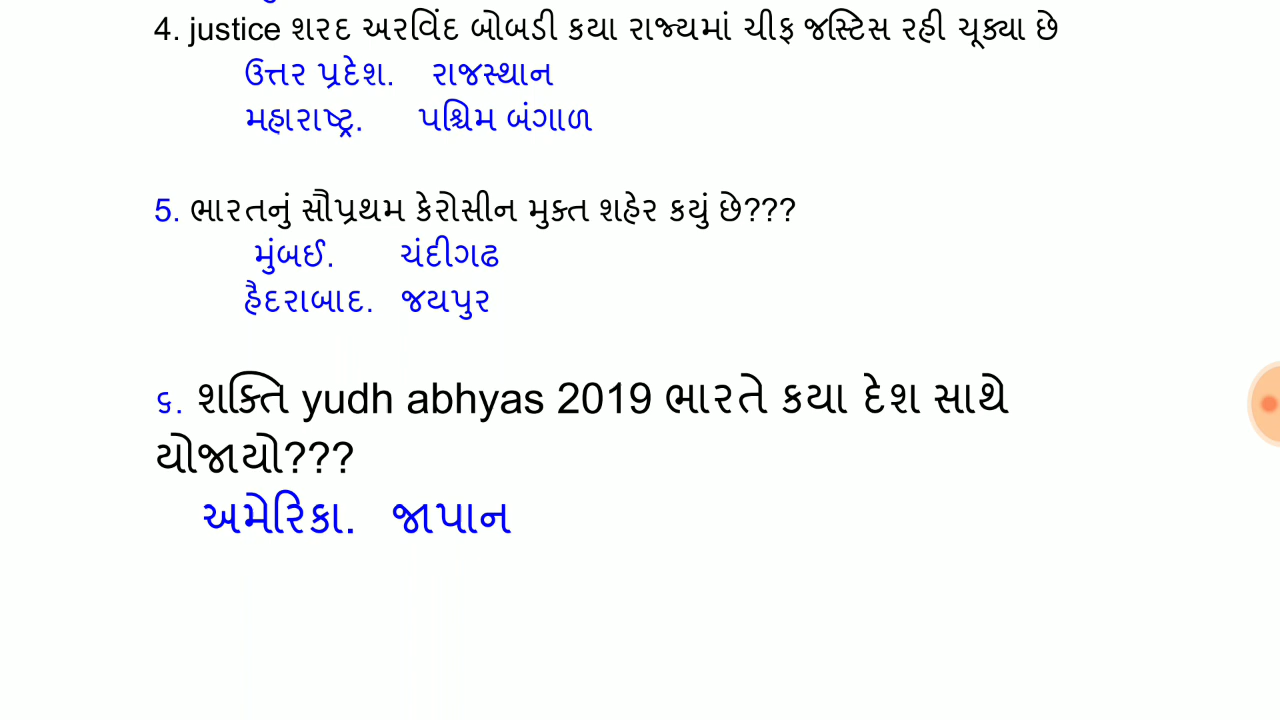 4. justice શરદ અરવિંદ બોબડી કયા રાજ્યમાં ચીફ જસ્ટિસ રહી ચૂક્યા છે
ઉત્તર પ્રદેશ. રાજસ્થાન
મહારાષ્ટ્ર. પશ્ચિમ બંગાળ
5. ભારતનું સૌપ્રથમ કેરોસીન મુક્ત શહેર કયું છે???
મુંબઈ. ચંદીગઢ
હૈદરાબાદ. જયપુર
૬. શક્તિ yudh abhyas 2019 ભારતે કયા દેશ સાથે
યોજાયો???
અમેરિકા. જાપાન